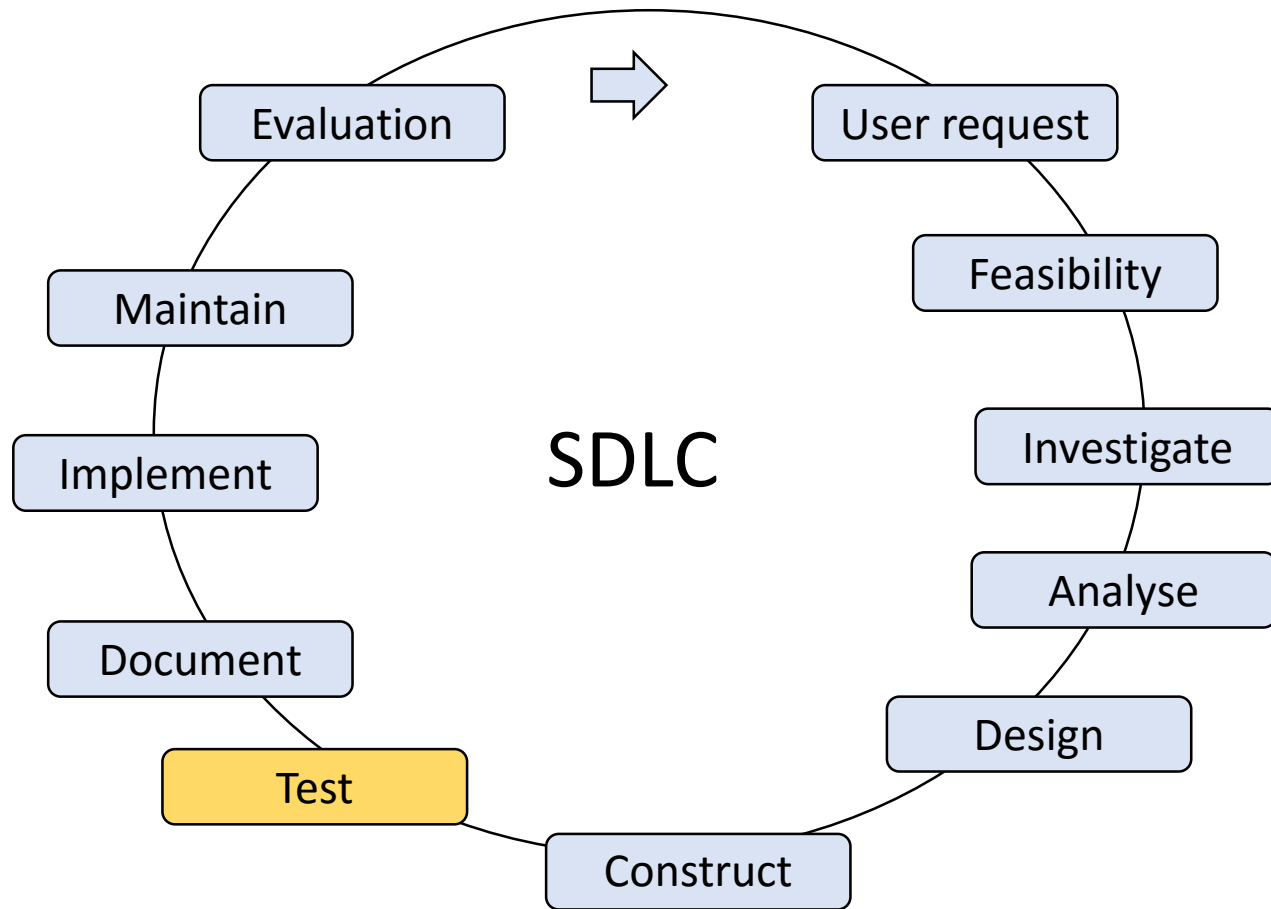 Evaluation
User request
Feasibility
Maintain
SDLC
Investigate
Implement
Analyse
Document
Design
Test
Construct